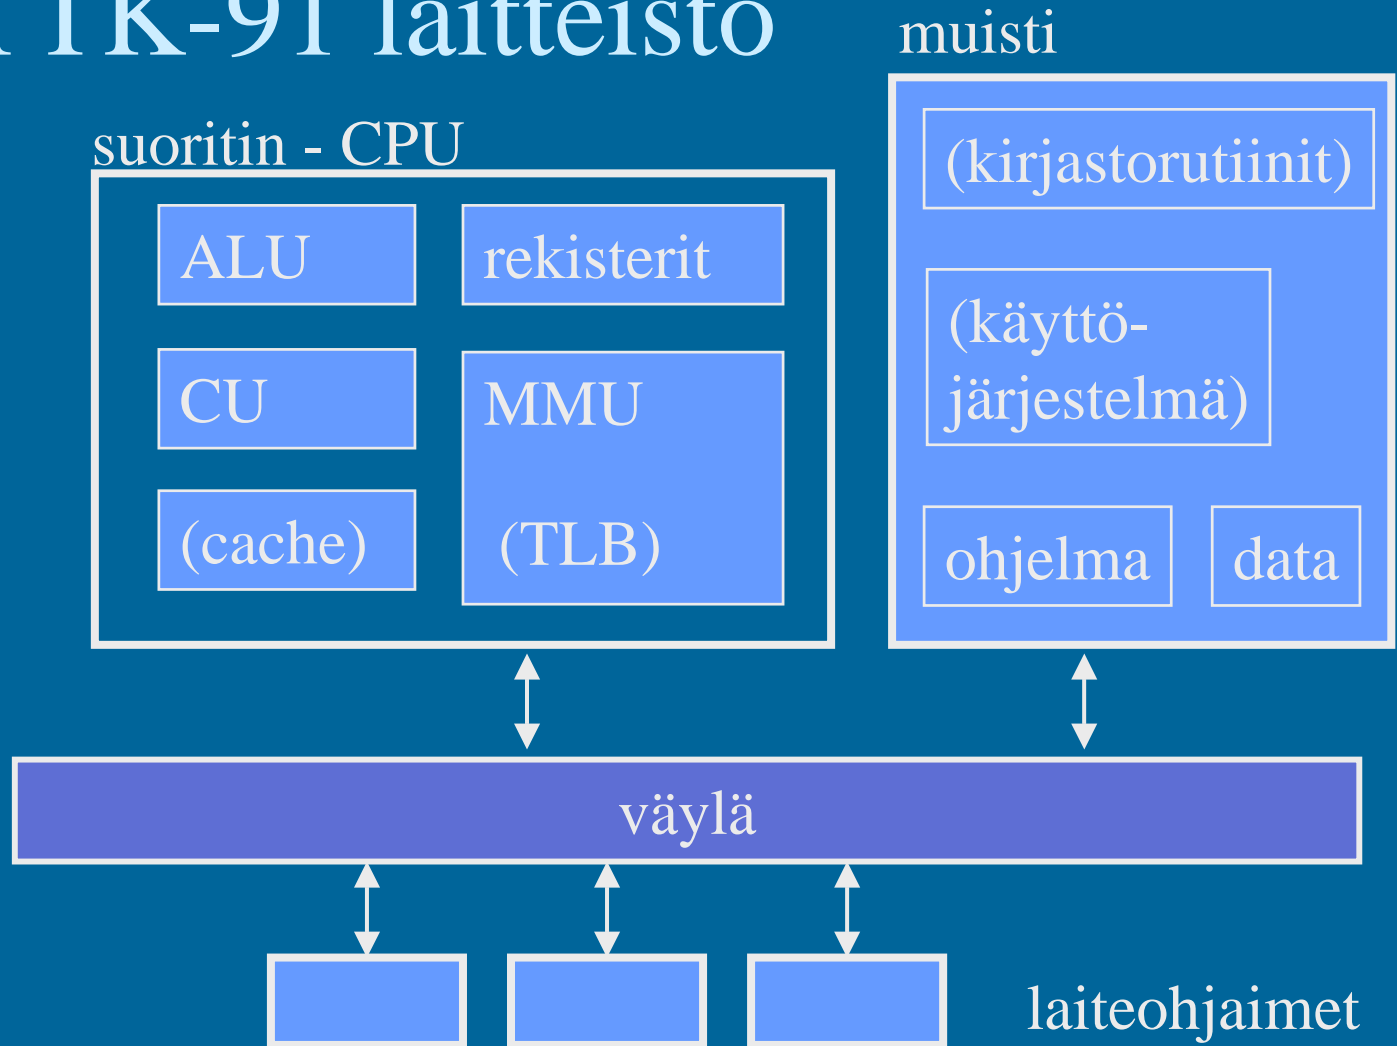 TK-91 laitteisto
muisti
suoritin - CPU
(kirjastorutiinit)
ALU
rekisterit
(käyttö-
järjestelmä)
CU
MMU
(cache)
(TLB)
ohjelma
data
väylä
laiteohjaimet